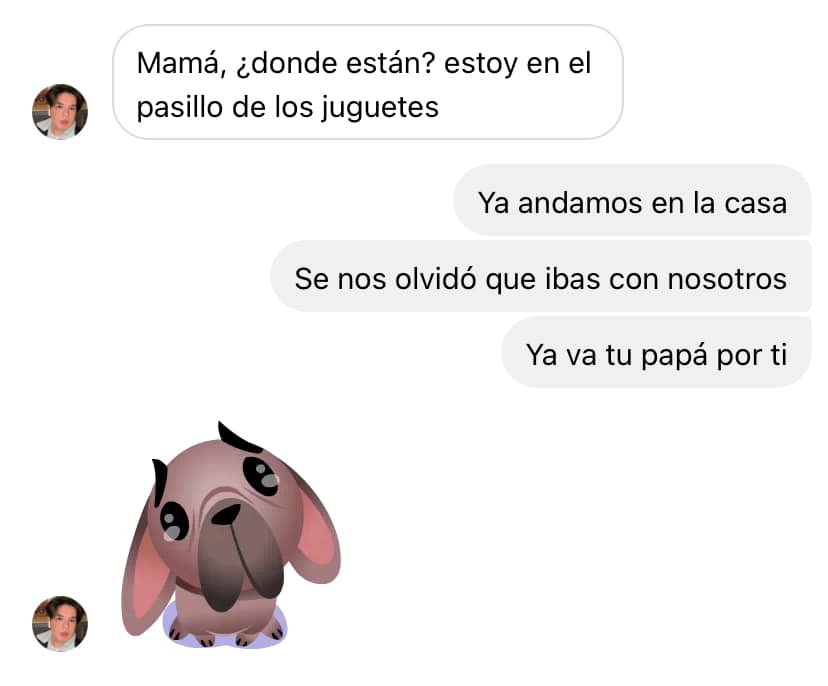 Mamá, ¿donde están? estoy en el
pasillo de los juguetes
Ya andamos en la casa
Se nos olvidó que ibas con nosotros
Ya va tu papá por ti